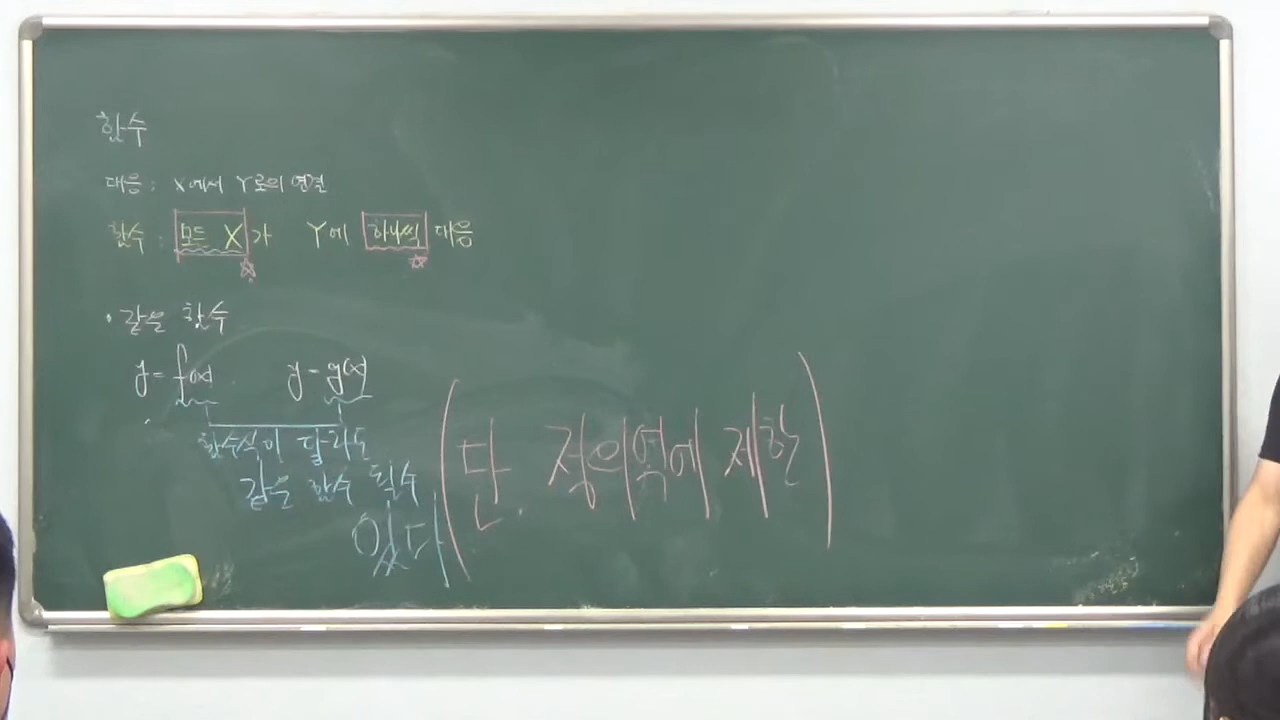 함수
대응 : X에서 Y로의 연결
함수 : 모든 X가 Y에 하나씩 대응
• 같은 함수
y = f(x) y = g(x)
함수식이 달라도
같은 함수 될수
있다
(단. 정의역에 제한)